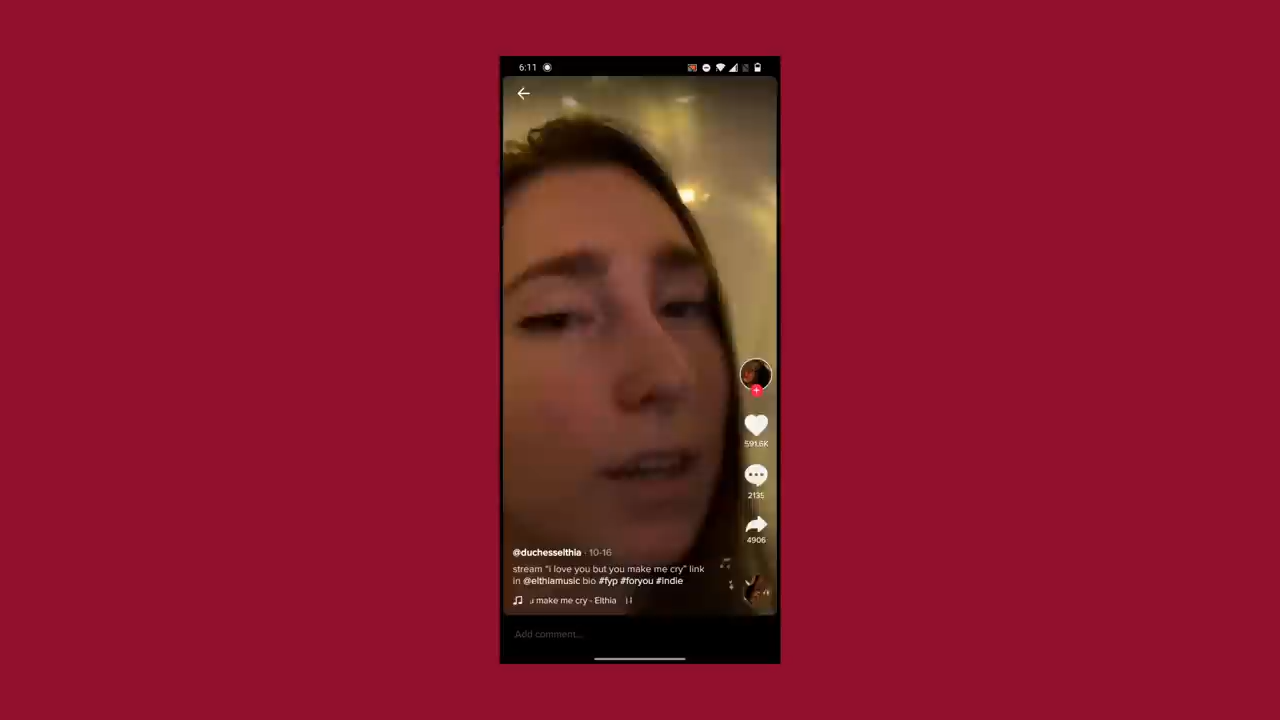 6:11
591.6K
2135
4906
@duchesselthia · 10-16
stream "i love you but you make me cry" link
in @elthiamusic bio #fyp #foryou #indie
u make me cry - Elthia
Add comment...